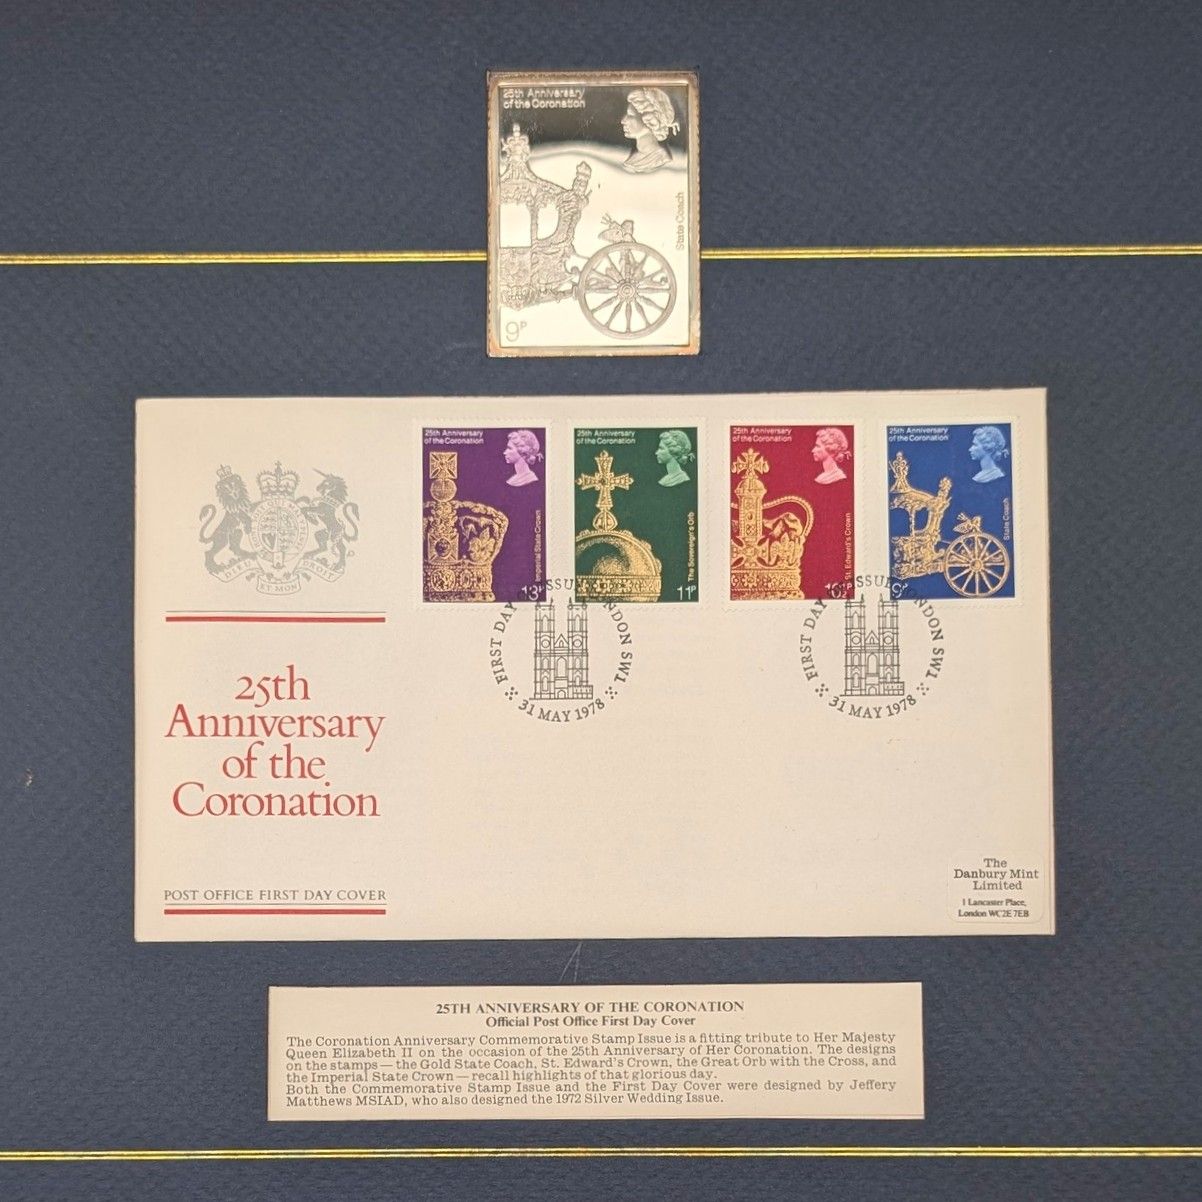 25th Anniversary
of the Coronation
State Coach
9P
25th Anniversary
of the Coronation
Imperial State Crown
13P
25th Anniversary
of the Coronation
The Sovereign's Orb
11P
25th Anniversary
of the Coronation
St. Edward's Crown
10½P
25th Anniversary
of the Coronation
State Coach
9P
DIEU ET MON DROIT
25th
Anniversary
of the
Coronation
POST OFFICE FIRST DAY COVER
FIRST DAY OF ISSUE LONDON SW1
31 MAY 1978
FIRST DAY OF ISSUE LONDON SW1
31 MAY 1978
The
Danbury Mint
Limited
1 Lancaster Place,
London WC2E 7EB
25TH ANNIVERSARY OF THE CORONATION
Official Post Office First Day Cover
The Coronation Anniversary Commemorative Stamp Issue is a fitting tribute to Her Majesty
Queen Elizabeth II on the occasion of the 25th Anniversary of Her Coronation. The designs
on the stamps — the Gold State Coach, St. Edward's Crown, the Great Orb with the Cross, and
the Imperial State Crown — recall highlights of that glorious day.
Both the Commemorative Stamp Issue and the First Day Cover were designed by Jeffery
Matthews MSIAD, who also designed the 1972 Silver Wedding Issue.